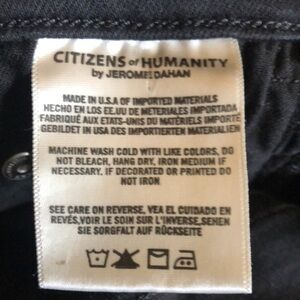 CITIZENS of HUMANITY
by JEROME DAHAN
MADE IN U.S.A OF IMPORTED MATERIALS
HECHO EN LOS EE.UU DE MATERIALES IMPORTADA
FABRIQUÉ AUX ETATS-UNIS DU MATÉRIELS IMPORTÉ
GEBILDET IN USA DES IMPORTIERTEN MATERIALIEN
MACHINE WASH COLD WITH LIKE COLORS, DO
NOT BLEACH, HANG DRY, IRON MEDIUM IF
NECESSARY. IF DECORATED OR PRINTED DO
NOT IRON
SEE CARE ON REVERSE, VEA EL CUIDADO EN
REVÉS, VOIR LE SOIN SUR L'INVERSE, SEHEN
SIE SORGFALT AUF RÜCKSEITE